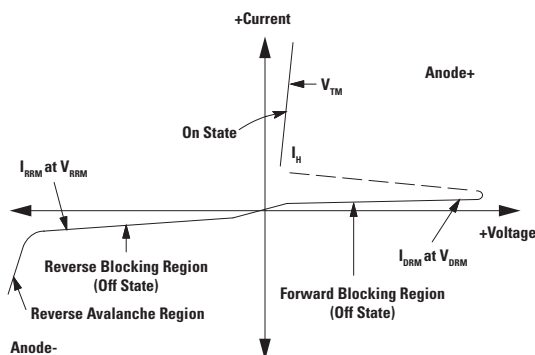 +Current
Anode+
V_TM
On State
I_H
I_RRM at V_RRM
+Voltage
I_DRM at V_DRM
Reverse Blocking Region
(Off State)
Forward Blocking Region
(Off State)
Reverse Avalanche Region
Anode-